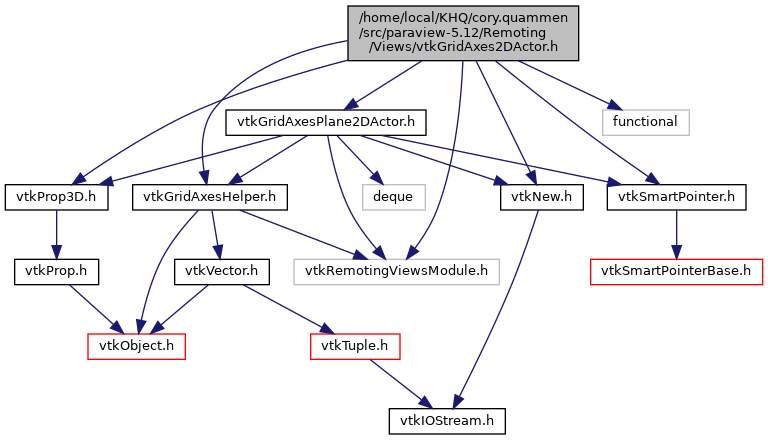 /home/local/KHQ/cory.quammen
/src/paraview-5.12/Remoting
/Views/vtkGridAxes2DActor.h
vtkGridAxesPlane2DActor.h
functional
vtkProp3D.h
vtkGridAxesHelper.h
deque
vtkNew.h
vtkSmartPointer.h
vtkProp.h
vtkVector.h
vtkRemotingViewsModule.h
vtkSmartPointerBase.h
vtkObject.h
vtkTuple.h
vtkIOStream.h